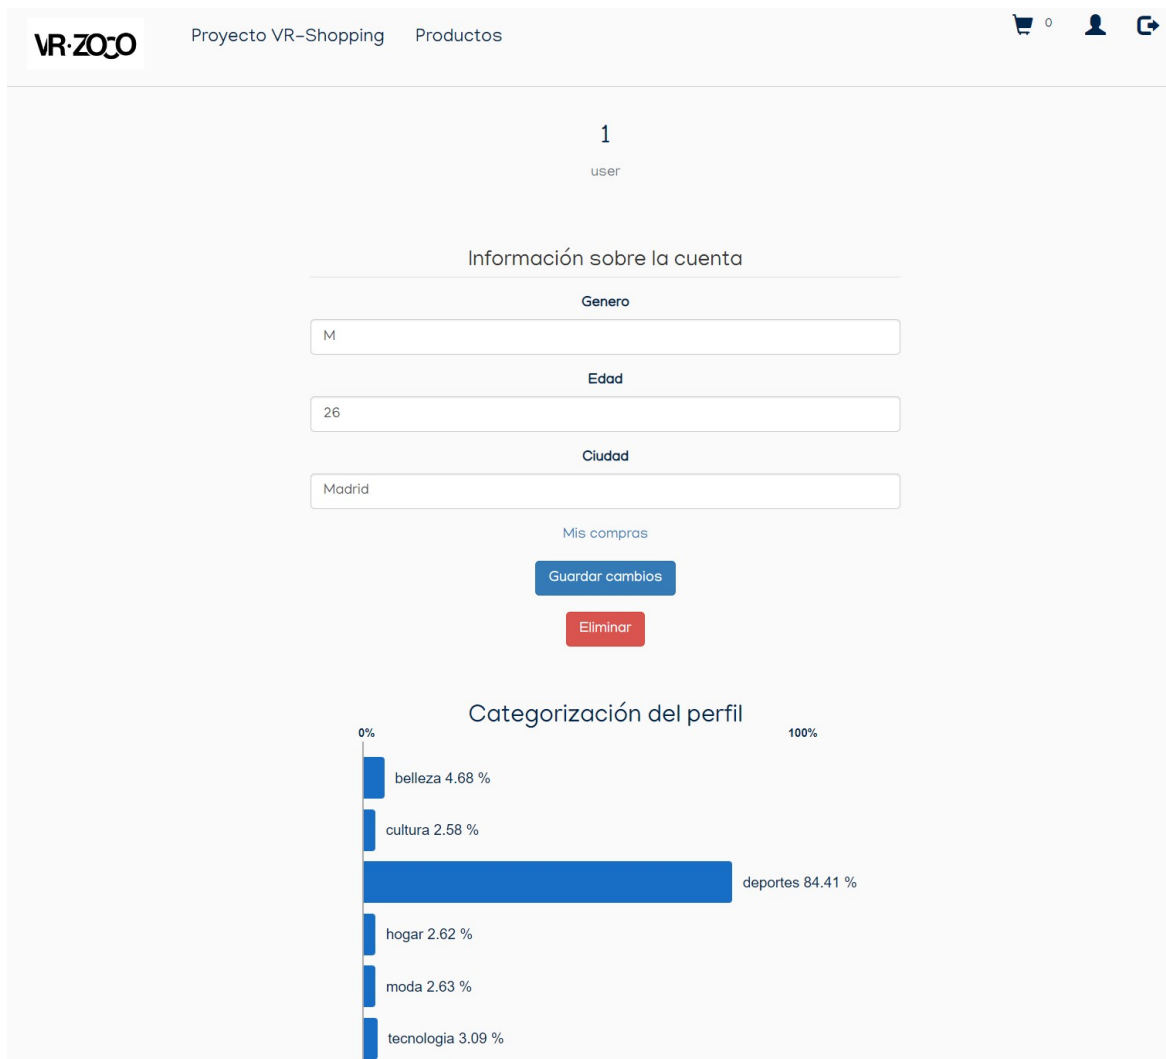 VR·ZOCO Proyecto VR-Shopping Productos 0
1
user
Información sobre la cuenta
Genero
M
Edad
26
Ciudad
Madrid
Mis compras
Guardar cambios
Eliminar
Categorización del perfil
0% 100%
belleza 4.68 %
cultura 2.58 %
deportes 84.41 %
hogar 2.62 %
moda 2.63 %
tecnologia 3.09 %